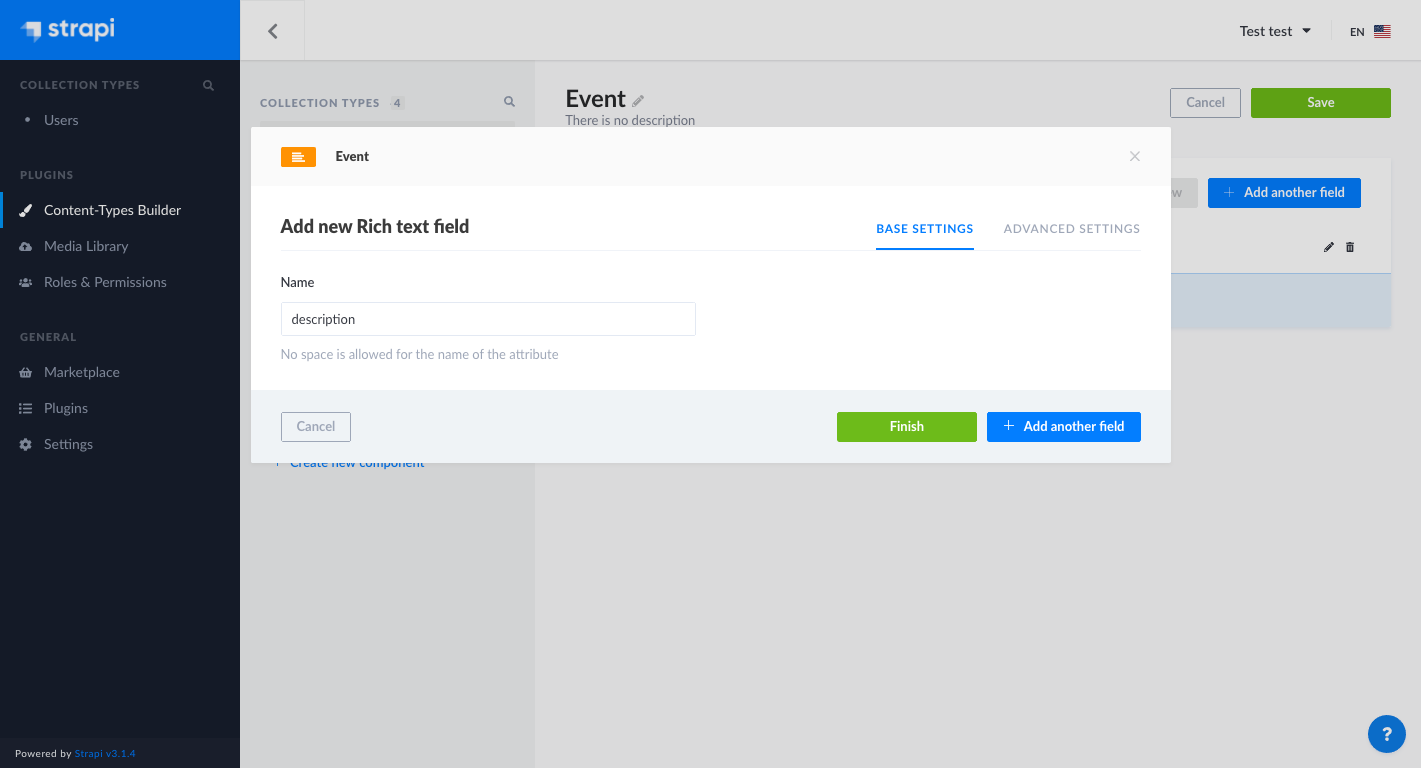 strapi
Test test
EN
COLLECTION TYPES
Users
PLUGINS
Content-Types Builder
Media Library
Roles & Permissions
GENERAL
Marketplace
Plugins
Settings
Powered by Strapi v3.1.4
COLLECTION TYPES 4
Create new component
Event
There is no description
Cancel
Save
Add another field
Event
Add new Rich text field
BASE SETTINGS
ADVANCED SETTINGS
Name
description
No space is allowed for the name of the attribute
Cancel
Finish
Add another field
?